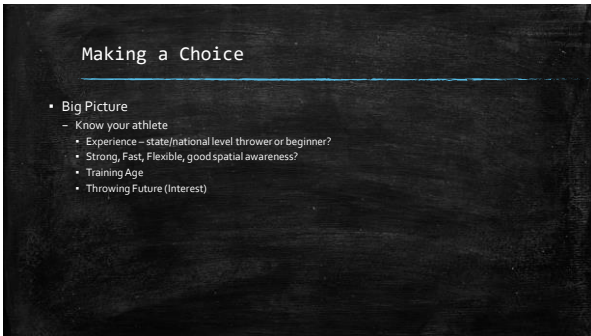 Making a Choice
▪ Big Picture
– Know your athlete
▪ Experience – state/national level thrower or beginner?
▪ Strong, Fast, Flexible, good spatial awareness?
▪ Training Age
▪ Throwing Future (Interest)